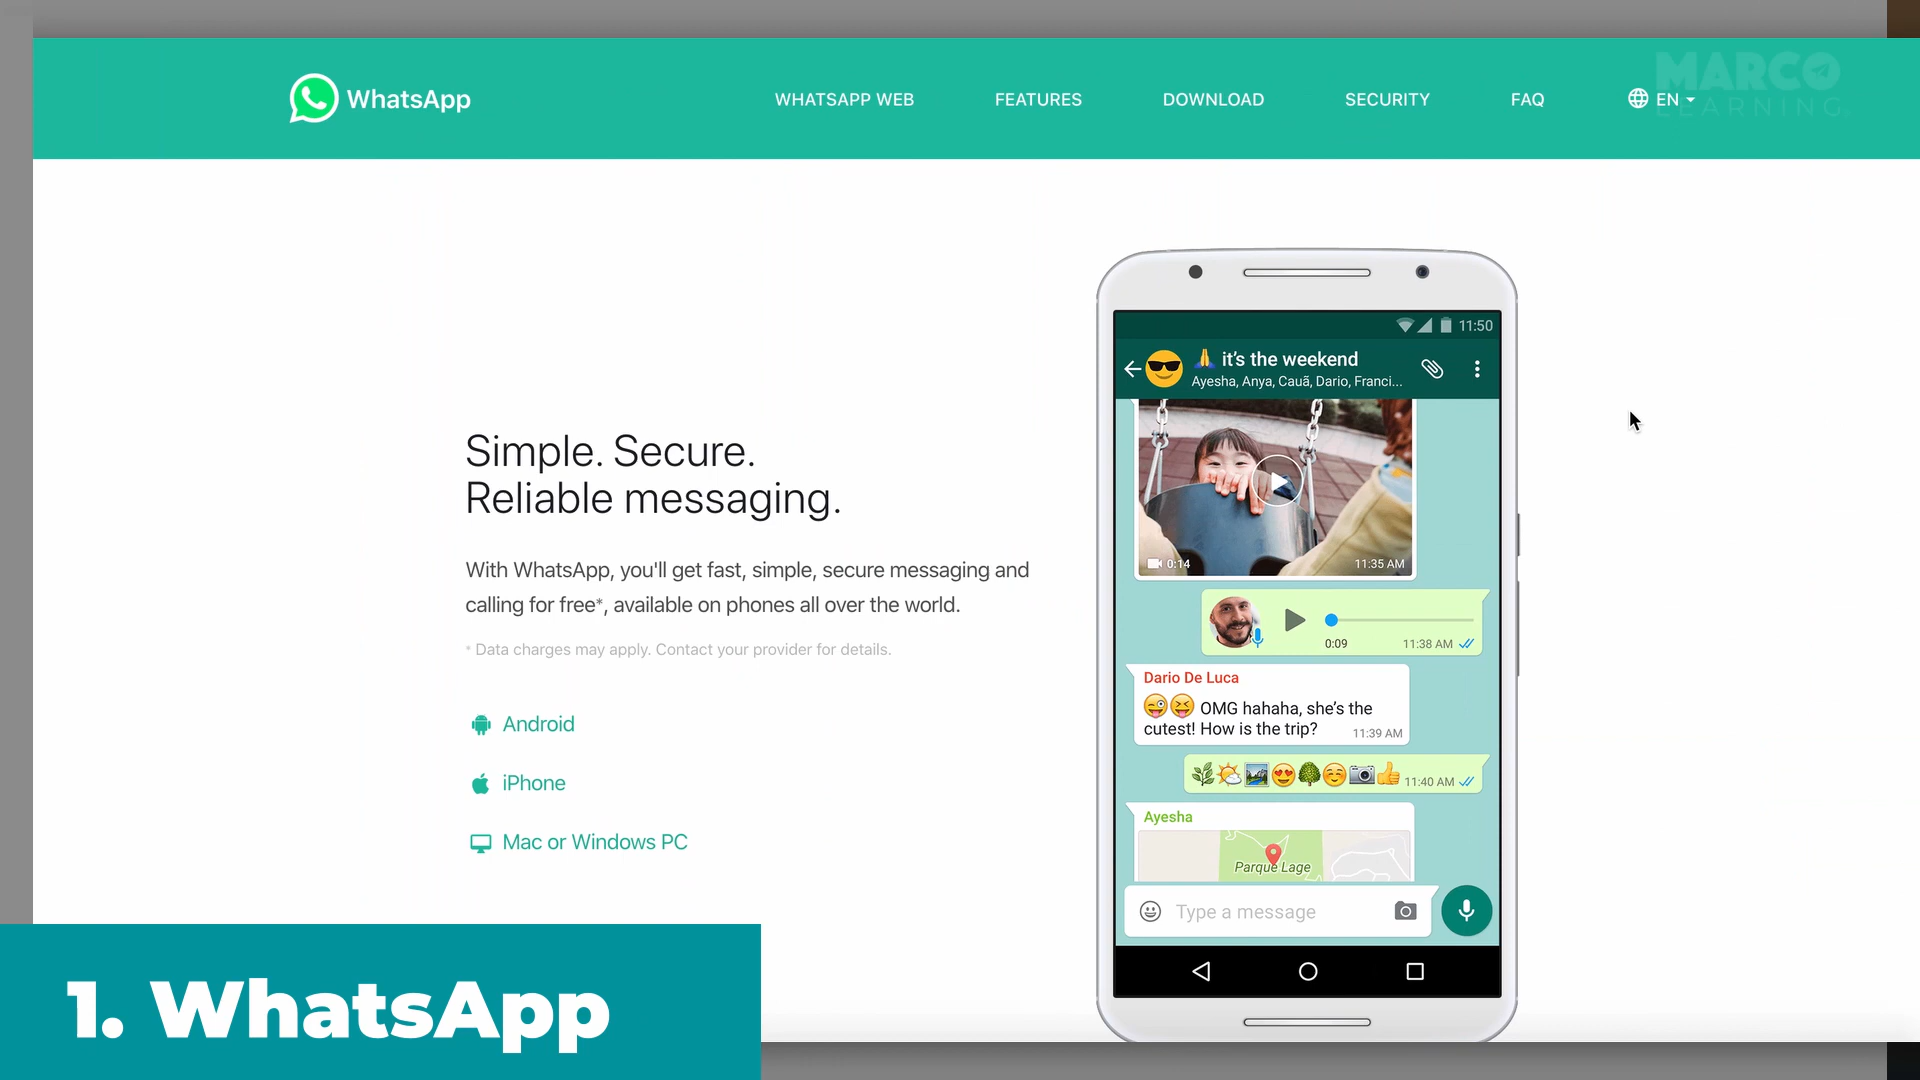 WhatsApp
WHATSAPP WEB
FEATURES
DOWNLOAD
SECURITY
FAQ
EN
MARCO
LEARNING
Simple. Secure.
Reliable messaging.
With WhatsApp, you'll get fast, simple, secure messaging and
calling for free*, available on phones all over the world.
* Data charges may apply. Contact your provider for details.
Android
iPhone
Mac or Windows PC
11:50
🙏 it's the weekend
Ayesha, Anya, Cauã, Dario, Franci...
0:14
11:35 AM
0:09
11:38 AM
Dario De Luca
OMG hahaha, she's the
cutest! How is the trip?
11:39 AM
11:40 AM
Ayesha
Parque Lage
Type a message
1. WhatsApp